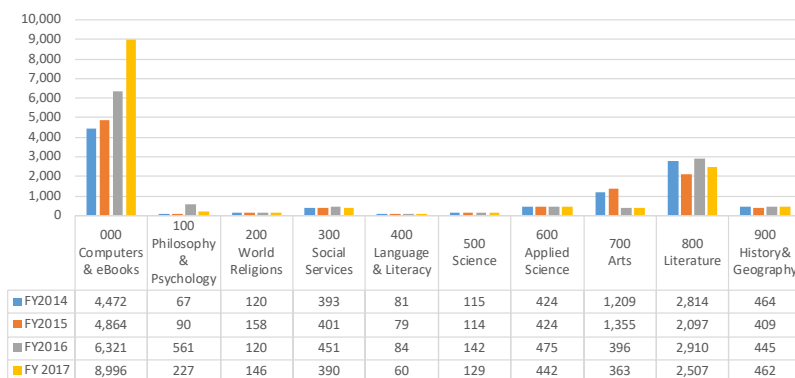 10,000
9,000
8,000
7,000
6,000
5,000
4,000
3,000
2,000
1,000
0
000 Computers & eBooks
100 Philosophy & Psychology
200 World Religions
300 Social Services
400 Language & Literacy
500 Science
600 Applied Science
700 Arts
800 Literature
900 History& Geography
FY2014 4,472 67 120 393 81 115 424 1,209 2,814 464
FY2015 4,864 90 158 401 79 114 424 1,355 2,097 409
FY2016 6,321 561 120 451 84 142 475 396 2,910 445
FY 2017 8,996 227 146 390 60 129 442 363 2,507 462